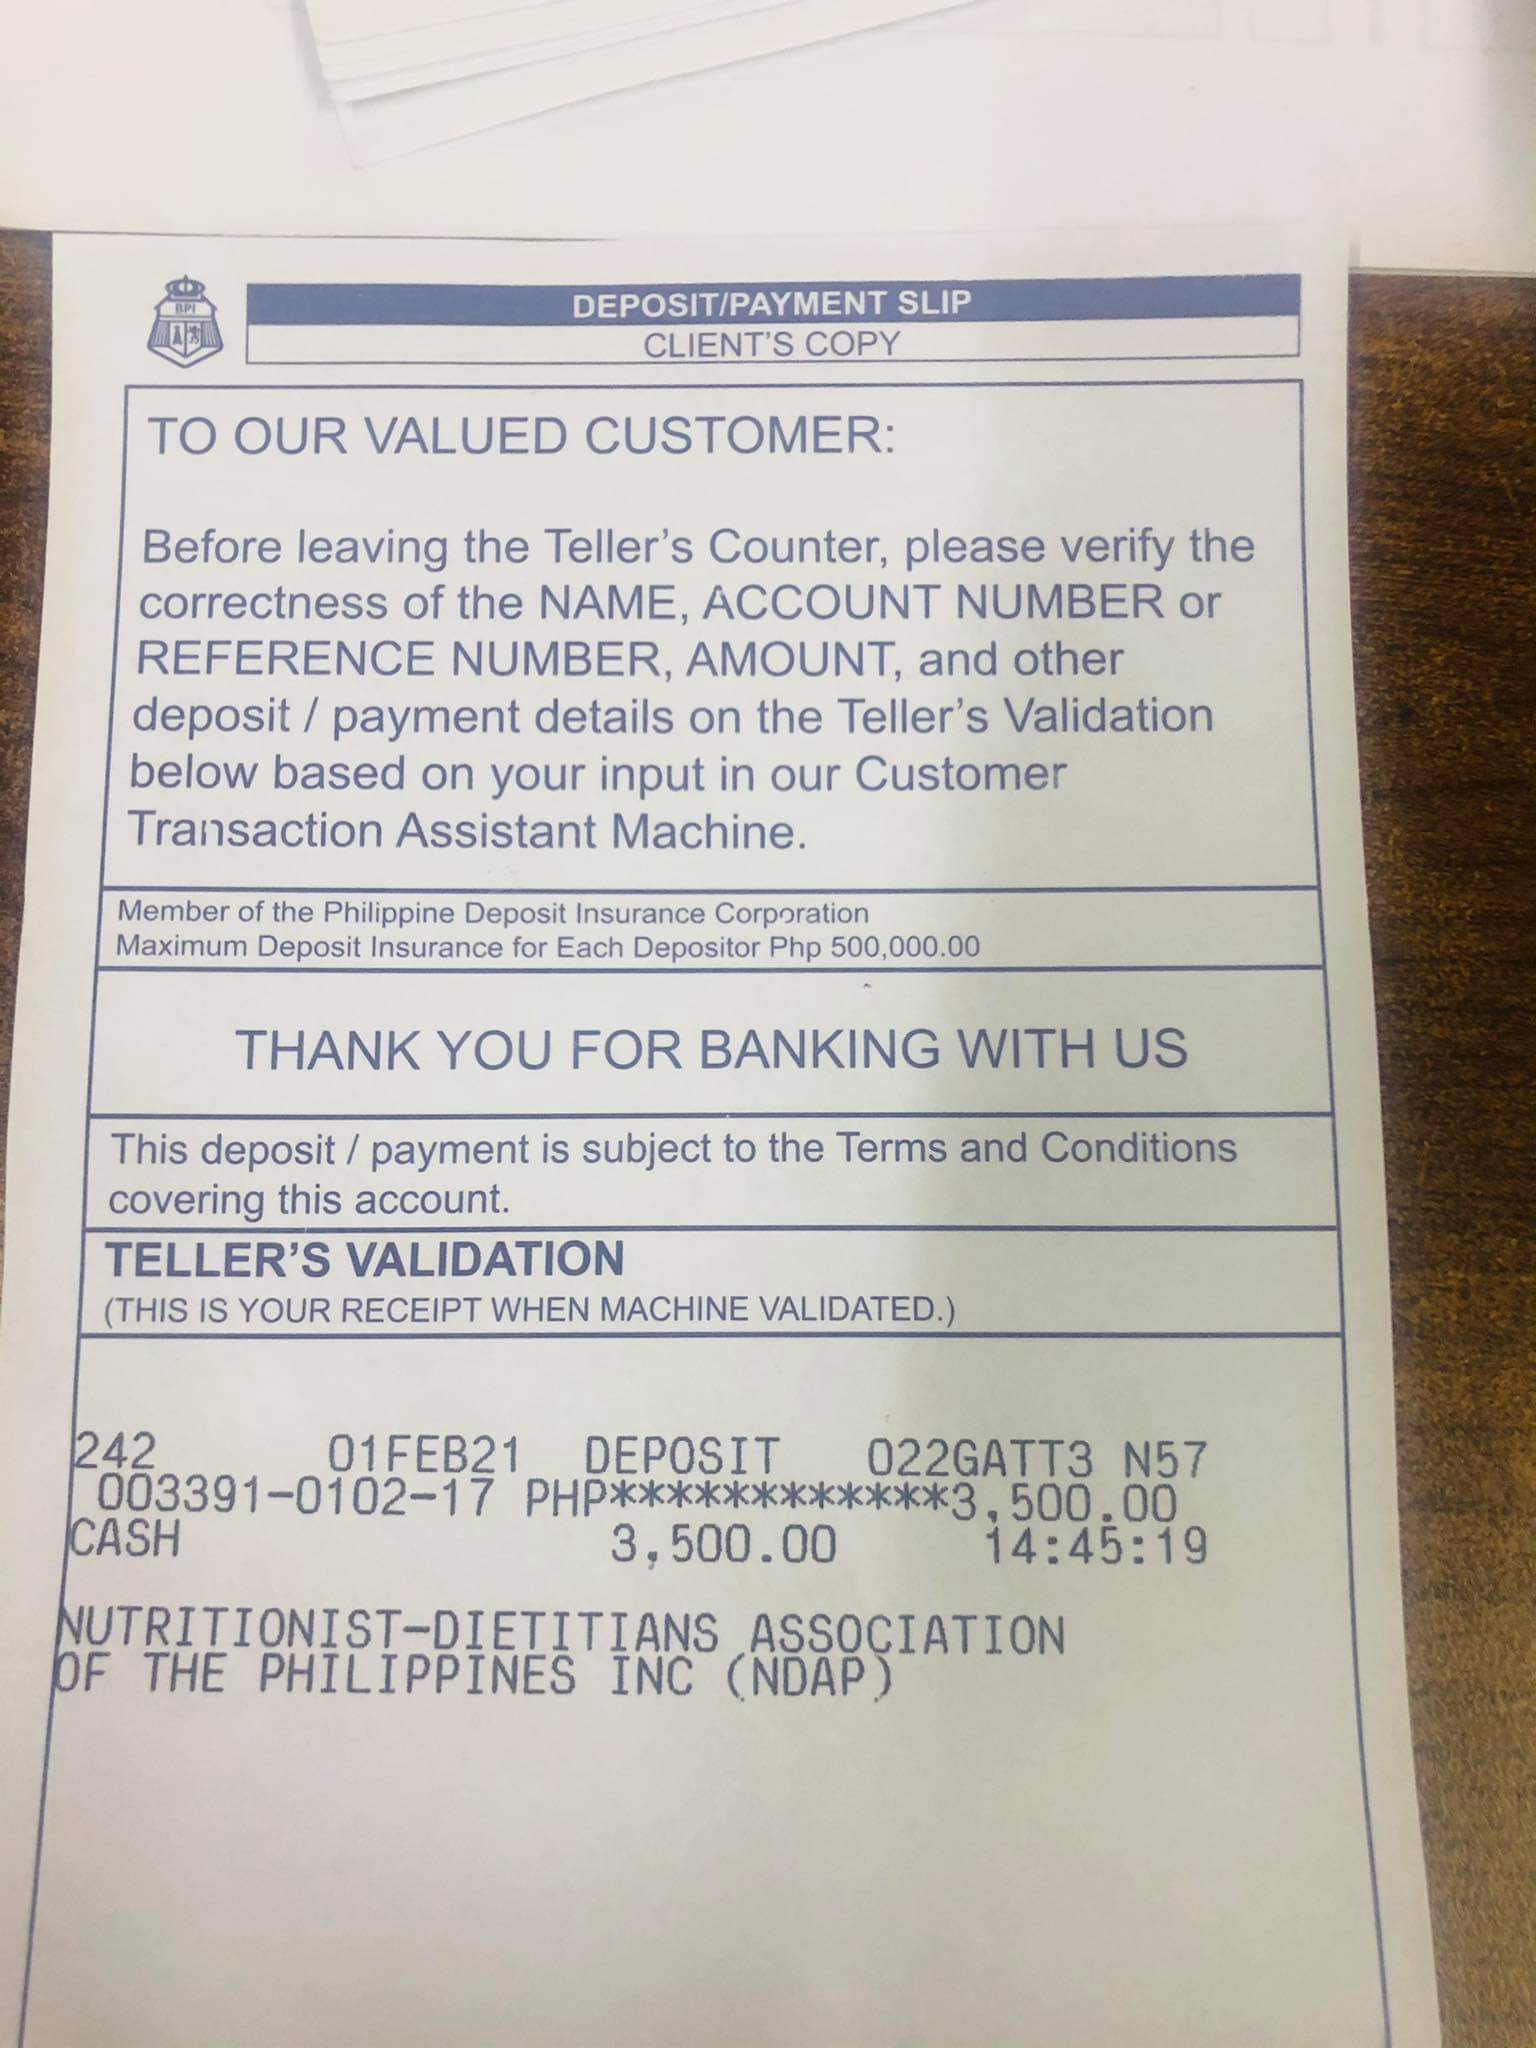 BPI
DEPOSIT/PAYMENT SLIP
CLIENT'S COPY
TO OUR VALUED CUSTOMER:
Before leaving the Teller's Counter, please verify the
correctness of the NAME, ACCOUNT NUMBER or
REFERENCE NUMBER, AMOUNT, and other
deposit / payment details on the Teller's Validation
below based on your input in our Customer
Transaction Assistant Machine.
Member of the Philippine Deposit Insurance Corporation
Maximum Deposit Insurance for Each Depositor Php 500,000.00
THANK YOU FOR BANKING WITH US
This deposit / payment is subject to the Terms and Conditions
covering this account.
TELLER'S VALIDATION
(THIS IS YOUR RECEIPT WHEN MACHINE VALIDATED.)
242 01FEB21 DEPOSIT 022GATT3 N57
003391-0102-17 PHP************3,500.00
CASH 3,500.00 14:45:19
NUTRITIONIST-DIETITIANS ASSOCIATION
OF THE PHILIPPINES INC (NDAP)